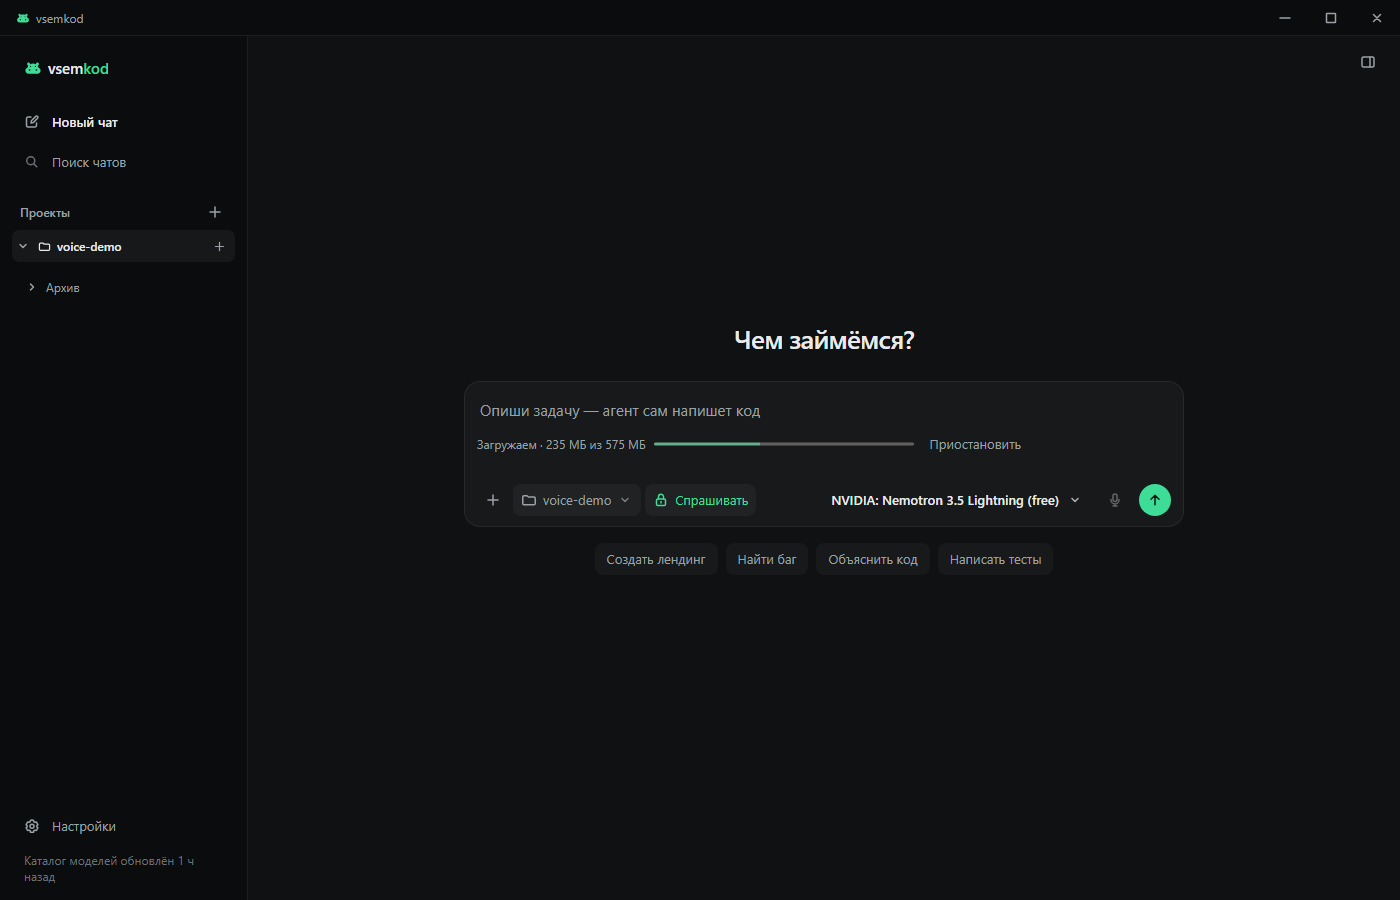 vsemkod
vsemkod
Новый чат
Поиск чатов
Проекты
voice-demo
Архив
Чем займёмся?
Опиши задачу — агент сам напишет код
Загружаем · 235 МБ из 575 МБ Приостановить
voice-demo Спрашивать NVIDIA: Nemotron 3.5 Lightning (free)
Создать лендинг Найти баг Объяснить код Написать тесты
Настройки
Каталог моделей обновлён 1 ч
назад